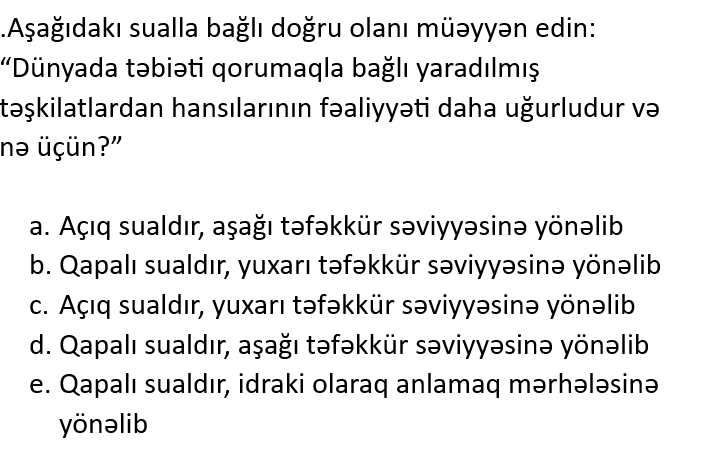 .Aşağıdakı sualla bağlı doğru olanı müəyyən edin:
“Dünyada təbiəti qorumaqla bağlı yaradılmış
təşkilatlardan hansılarının fəaliyyəti daha uğurludur və
nə üçün?”
a. Açıq sualdır, aşağı təfəkkür səviyyəsinə yönəlib
b. Qapalı sualdır, yuxarı təfəkkür səviyyəsinə yönəlib
c. Açıq sualdır, yuxarı təfəkkür səviyyəsinə yönəlib
d. Qapalı sualdır, aşağı təfəkkür səviyyəsinə yönəlib
e. Qapalı sualdır, idraki olaraq anlamaq mərhələsinə
yönəlib